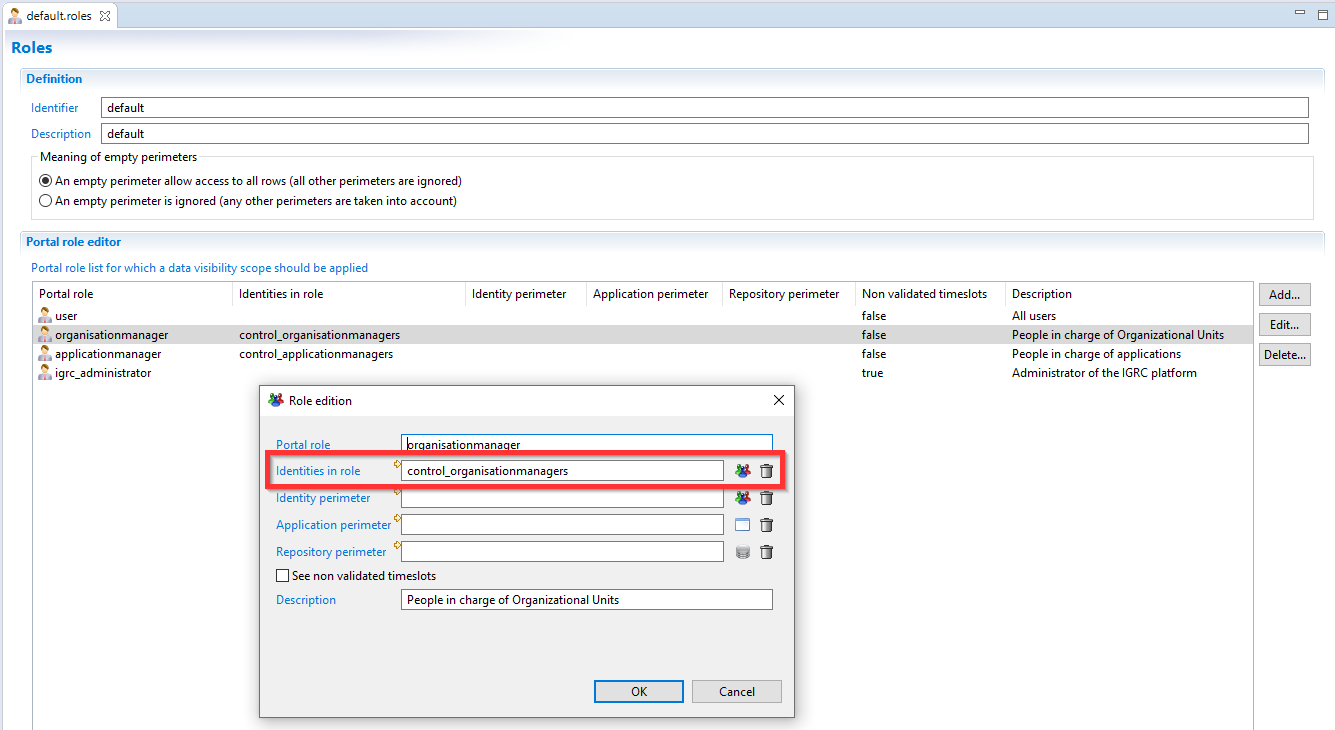 default.roles
Roles
Definition
Identifier default
Description default
Meaning of empty perimeters
An empty perimeter allow access to all rows (all other perimeters are ignored)
An empty perimeter is ignored (any other perimeters are taken into account)
Portal role editor
Portal role list for which a data visibility scope should be applied
Portal role Identities in role Identity perimeter Application perimeter Repository perimeter Non validated timeslots Description
Add...
user false All users
Edit...
organisationmanager control_organisationmanagers false People in charge of Organizational Units
applicationmanager control_applicationmanagers false People in charge of applications
Delete...
igrc_administrator true Administrator of the IGRC platform
Role edition
Portal role organisationmanager
Identities in role control_organisationmanagers
Identity perimeter
Application perimeter
Repository perimeter
See non validated timeslots
Description People in charge of Organizational Units
OK Cancel